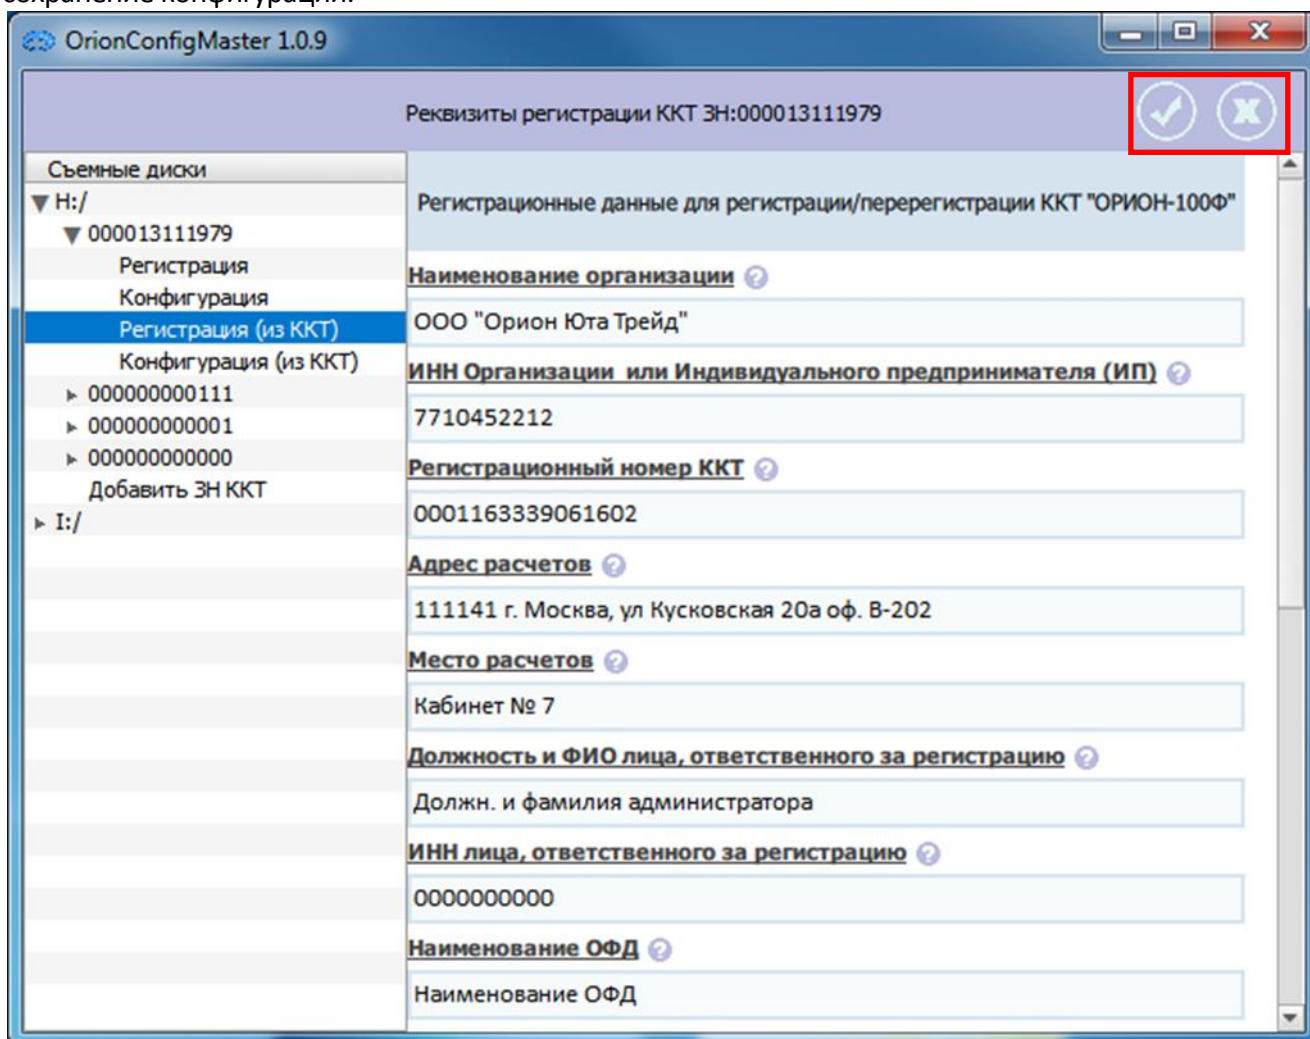 сохранение конфигурации.
OrionConfigMaster 1.0.9
Реквизиты регистрации ККТ ЗН:000013111979
Съемные диски
H:/
000013111979
Регистрация
Конфигурация
Регистрация (из ККТ)
Конфигурация (из ККТ)
000000000111
000000000001
000000000000
Добавить ЗН ККТ
I:/
Регистрационные данные для регистрации/перерегистрации ККТ "ОРИОН-100Ф"
Наименование организации
ООО "Орион Юта Трейд"
ИНН Организации или Индивидуального предпринимателя (ИП)
7710452212
Регистрационный номер ККТ
0001163339061602
Адрес расчетов
111141 г. Москва, ул Кусковская 20а оф. В-202
Место расчетов
Кабинет № 7
Должность и ФИО лица, ответственного за регистрацию
Должн. и фамилия администратора
ИНН лица, ответственного за регистрацию
0000000000
Наименование ОФД
Наименование ОФД